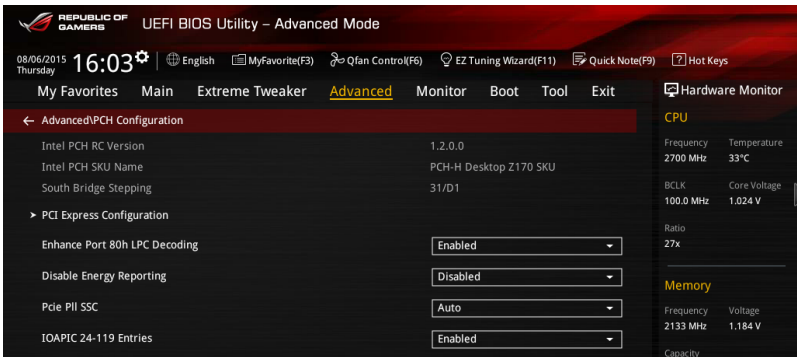 REPUBLIC OF
GAMERS
UEFI BIOS Utility – Advanced Mode
08/06/2015
Thursday
16:03
English
MyFavorite(F3)
Qfan Control(F6)
EZ Tuning Wizard(F11)
Quick Note(F9)
? Hot Keys
My Favorites Main Extreme Tweaker Advanced Monitor Boot Tool Exit
Hardware Monitor
← Advanced\PCH Configuration
Intel PCH RC Version 1.2.0.0
Intel PCH SKU Name PCH-H Desktop Z170 SKU
South Bridge Stepping 31/D1
> PCI Express Configuration
Enhance Port 80h LPC Decoding Enabled
Disable Energy Reporting Disabled
Pcie Pll SSC Auto
IOAPIC 24-119 Entries Enabled
CPU
Frequency Temperature
2700 MHz 33°C
BCLK Core Voltage
100.0 MHz 1.024 V
Ratio
27x
Memory
Frequency Voltage
2133 MHz 1.184 V
Capacity